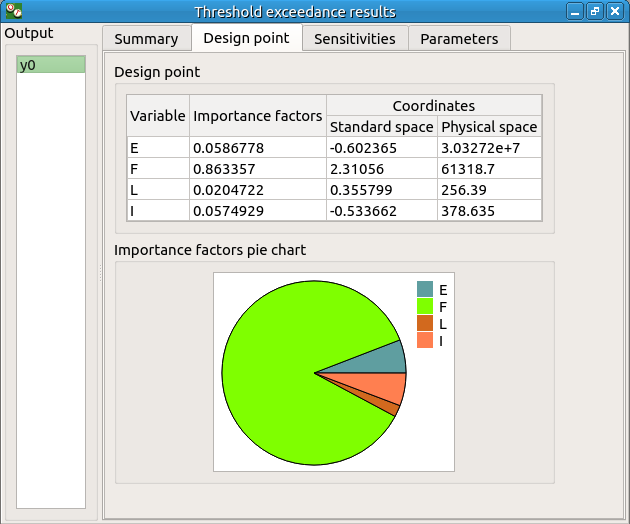 Threshold exceedance results
Output
Summary Design point Sensitivities Parameters
y0
Design point
Variable Importance factors Coordinates
Standard space Physical space
E 0.0586778 -0.602365 3.03272e+7
F 0.863357 2.31056 61318.7
L 0.0204722 0.355799 256.39
I 0.0574929 -0.533662 378.635
Importance factors pie chart
E
F
L
I